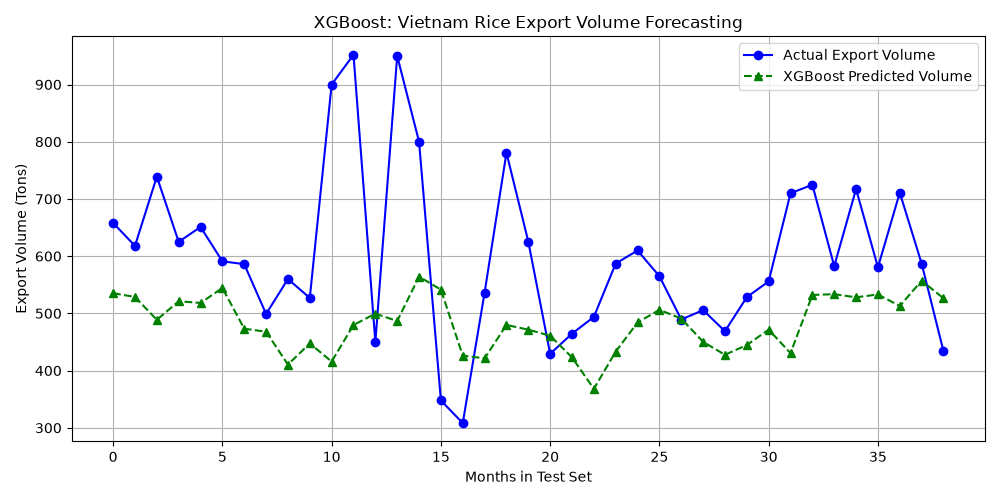 XGBoost: Vietnam Rice Export Volume Forecasting
Actual Export Volume
XGBoost Predicted Volume
Export Volume (Tons)
900
800
700
600
500
400
300
0 5 10 15 20 25 30 35
Months in Test Set